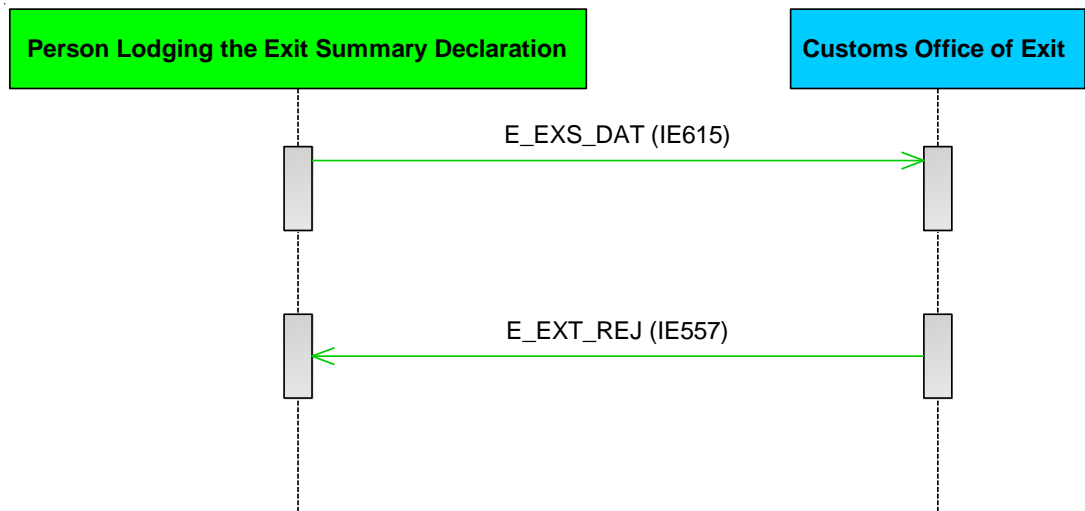 Person Lodging the Exit Summary Declaration
Customs Office of Exit
E_EXS_DAT (IE615)
E_EXT_REJ (IE557)